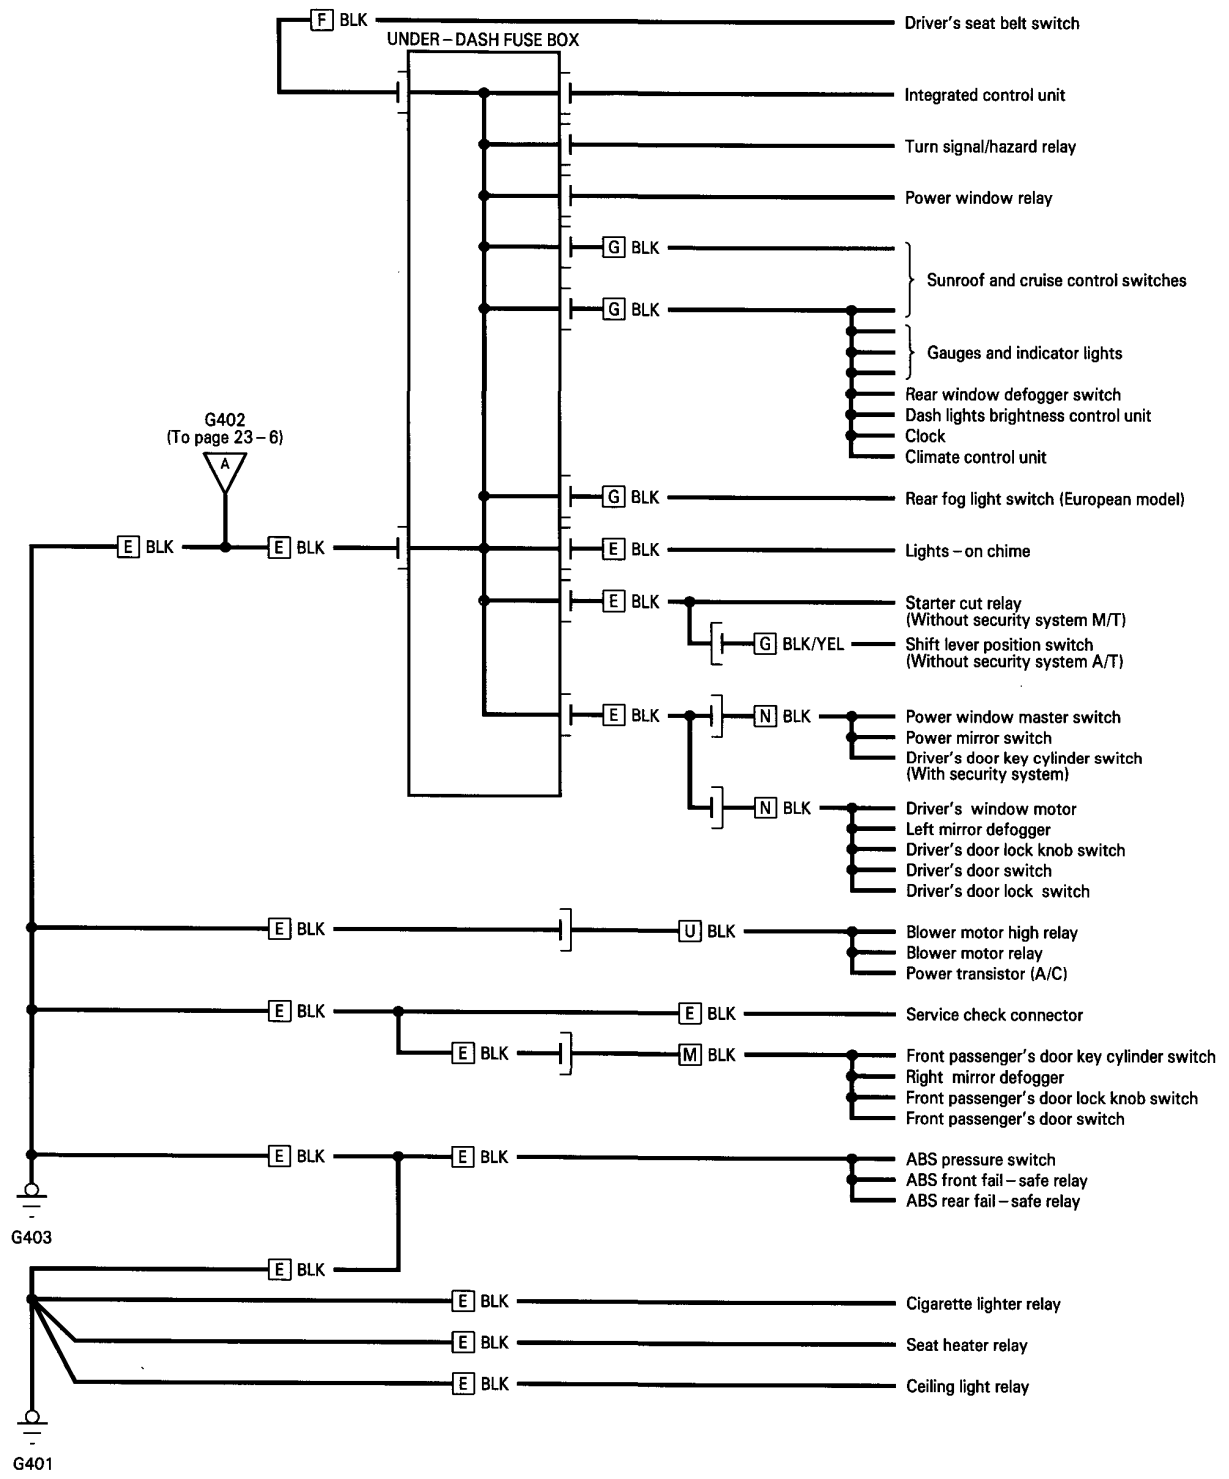 F BLK Driver's seat belt switch
UNDER – DASH FUSE BOX
Integrated control unit
Turn signal/hazard relay
Power window relay
G BLK
Sunroof and cruise control switches
G BLK
Gauges and indicator lights
Rear window defogger switch
Dash lights brightness control unit
Clock
Climate control unit
G402
(To page 23 – 6)
A
G BLK Rear fog light switch (European model)
E BLK E BLK E BLK Lights – on chime
E BLK Starter cut relay
(Without security system M/T)
G BLK/YEL Shift lever position switch
(Without security system A/T)
E BLK N BLK Power window master switch
Power mirror switch
Driver's door key cylinder switch
(With security system)
N BLK Driver's window motor
Left mirror defogger
Driver's door lock knob switch
Driver's door switch
Driver's door lock switch
E BLK U BLK Blower motor high relay
Blower motor relay
Power transistor (A/C)
E BLK E BLK Service check connector
E BLK M BLK Front passenger's door key cylinder switch
Right mirror defogger
Front passenger's door lock knob switch
Front passenger's door switch
E BLK E BLK ABS pressure switch
ABS front fail – safe relay
ABS rear fail – safe relay
G403
E BLK
E BLK Cigarette lighter relay
E BLK Seat heater relay
E BLK Ceiling light relay
G401